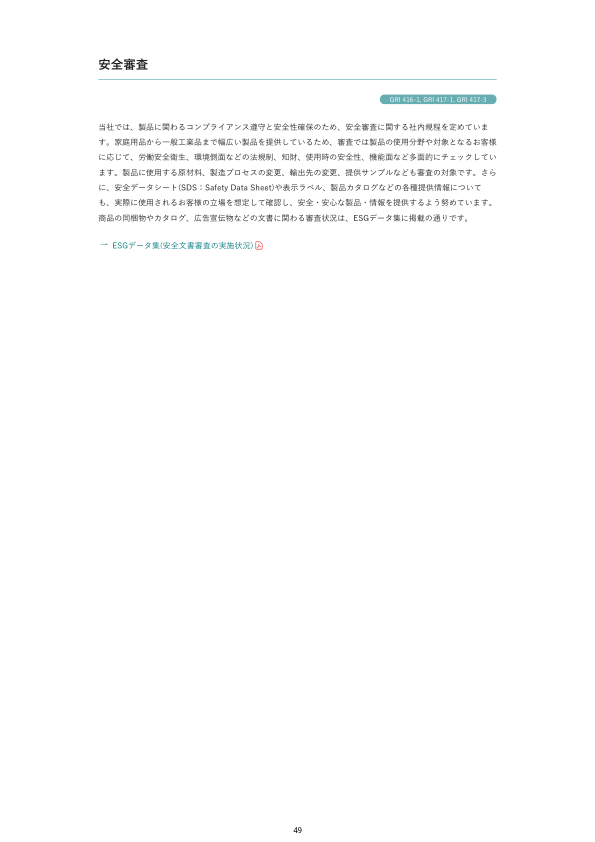 安全審査
GRI 416-1, GRI 417-1, GRI 417-3
当社では、製品に関わるコンプライアンス遵守と安全性確保のため、安全審査に関する社内規程を定めていま
す。家庭用品から一般工業品まで幅広い製品を提供しているため、審査では製品の使用分野や対象となるお客様
に応じて、労働安全衛生、環境側面などの法規制、知財、使用時の安全性、機能面など多面的にチェックしてい
ます。製品に使用する原材料、製造プロセスの変更、輸出先の変更、提供サンプルなども審査の対象です。さら
に、安全データシート(SDS：Safety Data Sheet)や表示ラベル、製品カタログなどの各種提供情報について
も、実際に使用されるお客様の立場を想定して確認し、安全・安心な製品・情報を提供するよう努めています。
商品の同梱物やカタログ、広告宣伝物などの文書に関わる審査状況は、ESGデータ集に掲載の通りです。
→ ESGデータ集(安全文書審査の実施状況)
49